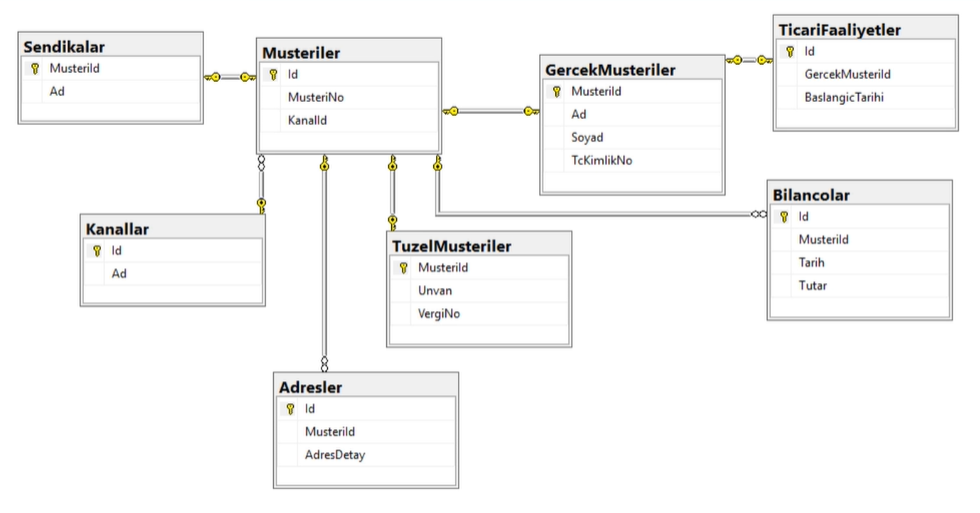 Sendikalar
MusteriId
Ad
Musteriler
Id
MusteriNo
KanalId
GercekMusteriler
MusteriId
Ad
Soyad
TcKimlikNo
TicariFaaliyetler
Id
GercekMusteriId
BaslangicTarihi
Kanallar
Id
Ad
TuzelMusteriler
MusteriId
Unvan
VergiNo
Bilancolar
Id
MusteriId
Tarih
Tutar
Adresler
Id
MusteriId
AdresDetay